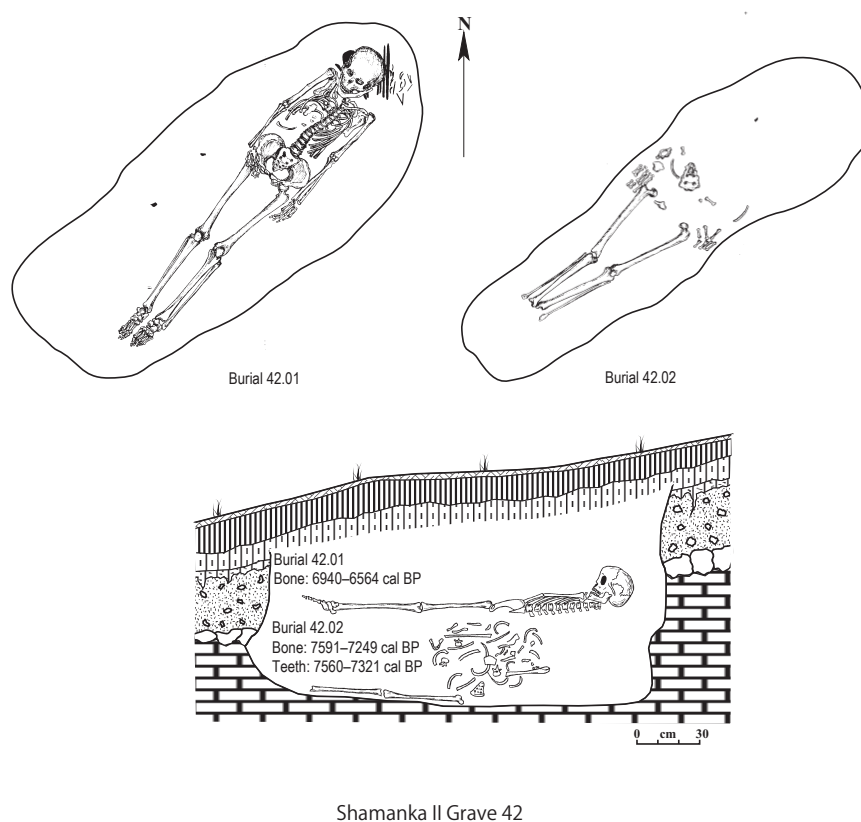 N
Burial 42.01
Burial 42.02
Burial 42.01
Bone: 6940–6564 cal BP
Burial 42.02
Bone: 7591–7249 cal BP
Teeth: 7560–7321 cal BP
0 cm 30
Shamanka II Grave 42